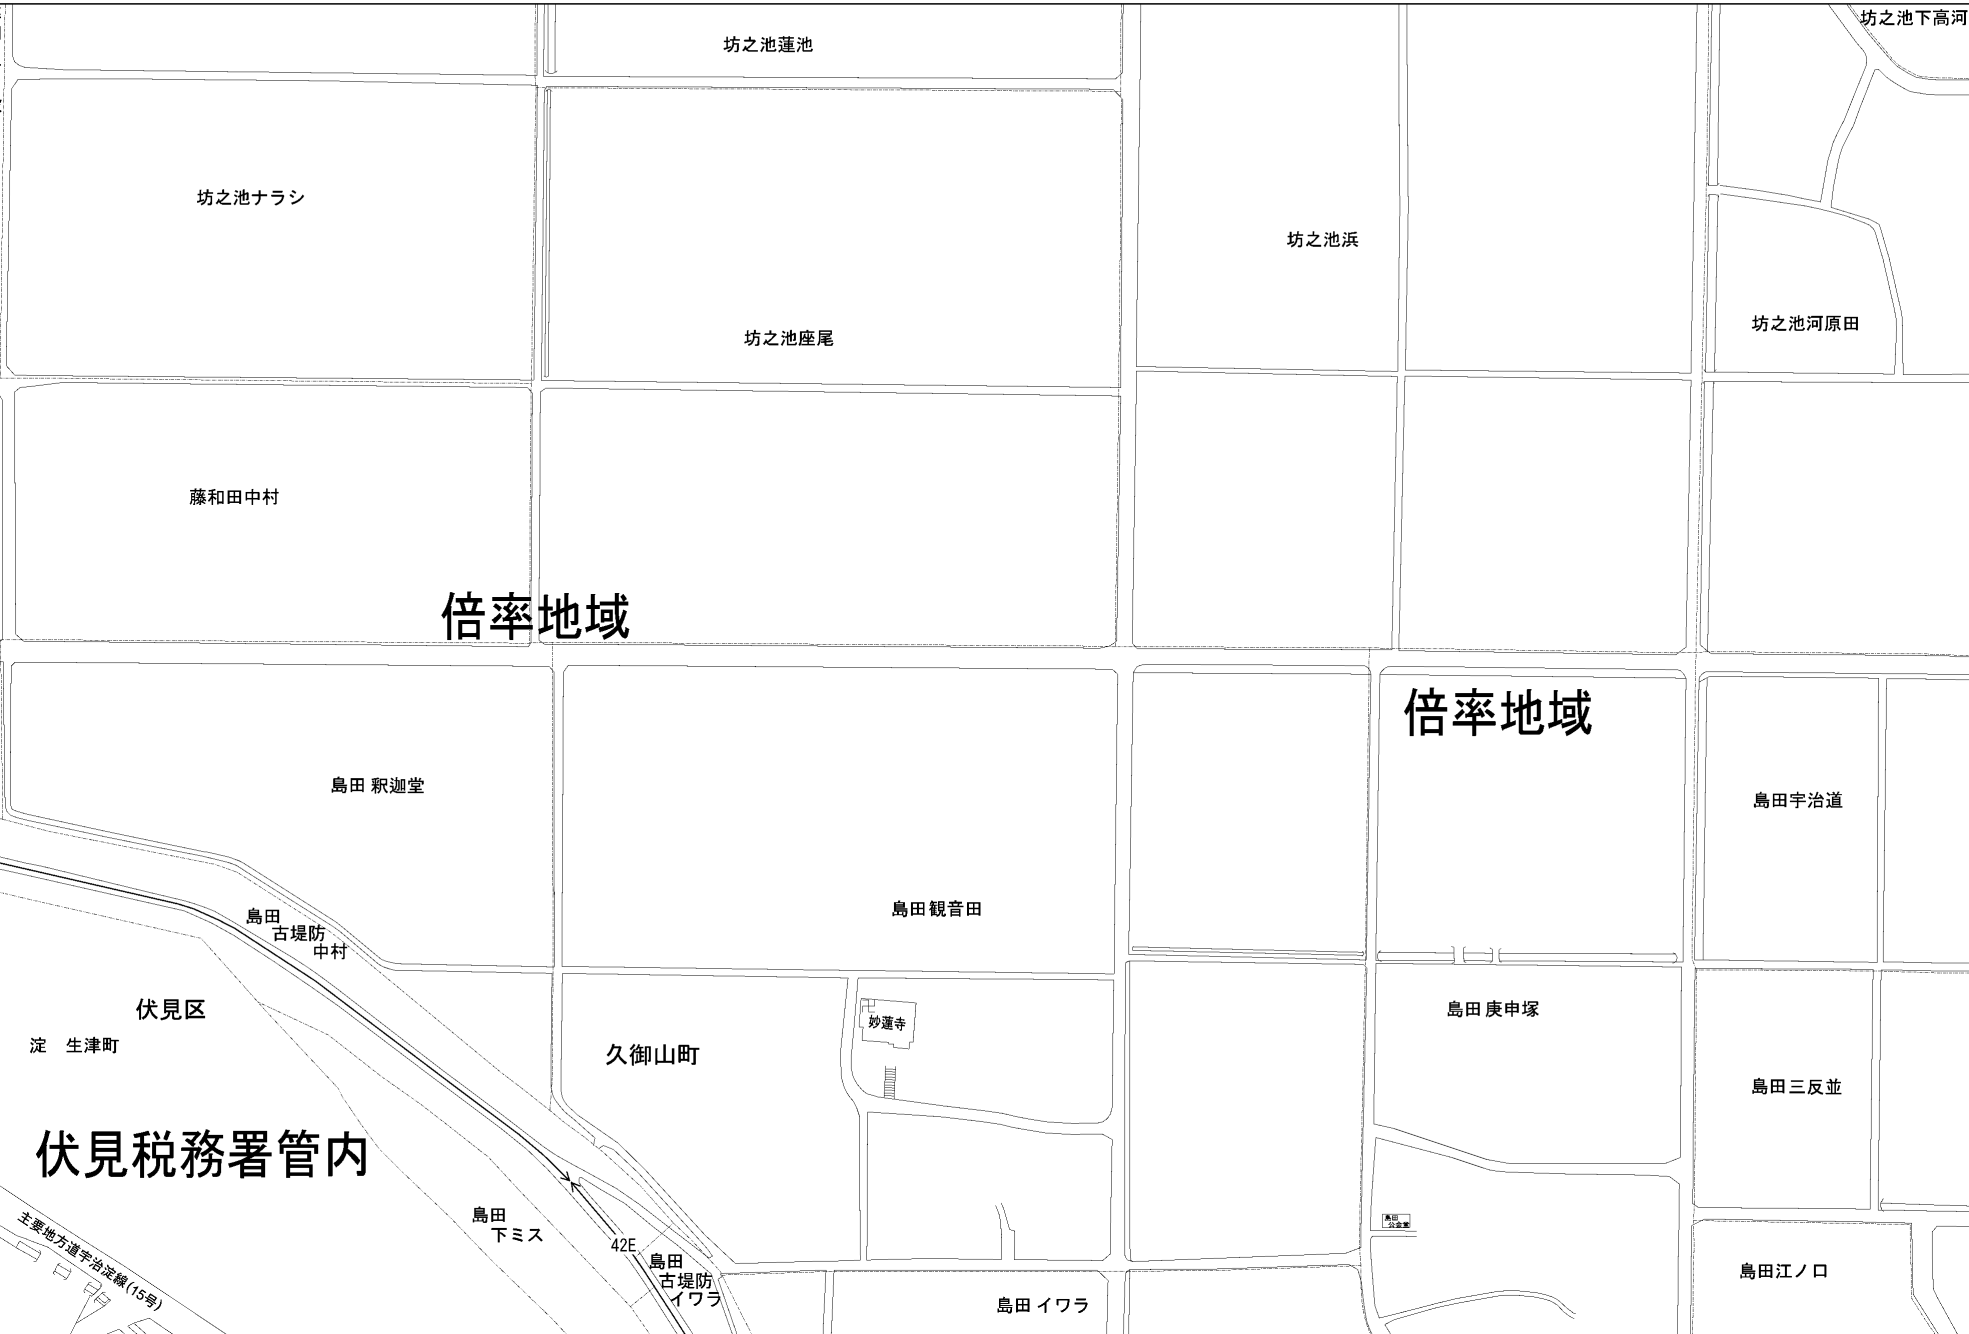 坊之池下高河
坊之池蓮池
坊之池ナラシ
坊之池浜
坊之池河原田
坊之池座尾
藤和田中村
倍率地域
倍率地域
島田 釈迦堂
島田宇治道
島田観音田
島田
古堤防
中村
伏見区
淀　生津町
久御山町
妙蓮寺
島田 庚申塚
島田三反並
伏見税務署管内
島田
下ミス
主要地方道宇治淀線(15号)
42E
島田
古堤防
イワラ
島田 イワラ
島田
公会堂
島田江ノ口